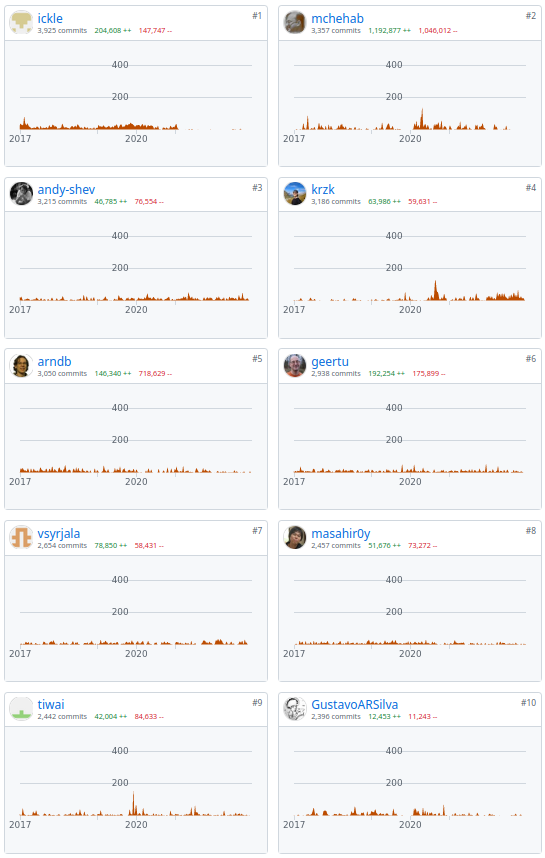 ickle #1
3,925 commits 204,608 ++ 147,747 --
400
200
2017 2020
mchehab #2
3,357 commits 1,192,877 ++ 1,046,012 --
400
200
2017 2020
andy-shev #3
3,215 commits 46,785 ++ 76,554 --
400
200
2017 2020
krzk #4
3,186 commits 63,986 ++ 59,631 --
400
200
2017 2020
arndb #5
3,050 commits 146,340 ++ 718,629 --
400
200
2017 2020
geertu #6
2,938 commits 192,254 ++ 175,899 --
400
200
2017 2020
vsyrjala #7
2,654 commits 78,850 ++ 58,431 --
400
200
2017 2020
masahir0y #8
2,457 commits 51,676 ++ 73,272 --
400
200
2017 2020
tiwai #9
2,442 commits 42,004 ++ 84,633 --
400
200
2017 2020
GustavoARSilva #10
2,396 commits 12,453 ++ 11,243 --
400
200
2017 2020